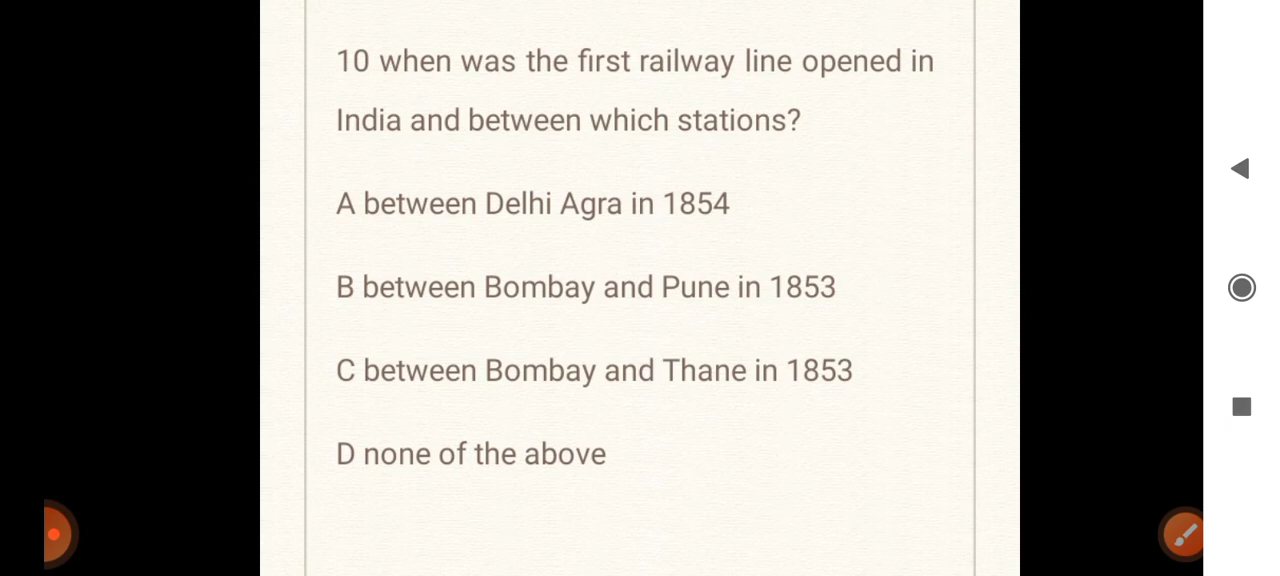 10 when was the first railway line opened in
India and between which stations?
A between Delhi Agra in 1854
B between Bombay and Pune in 1853
C between Bombay and Thane in 1853
D none of the above